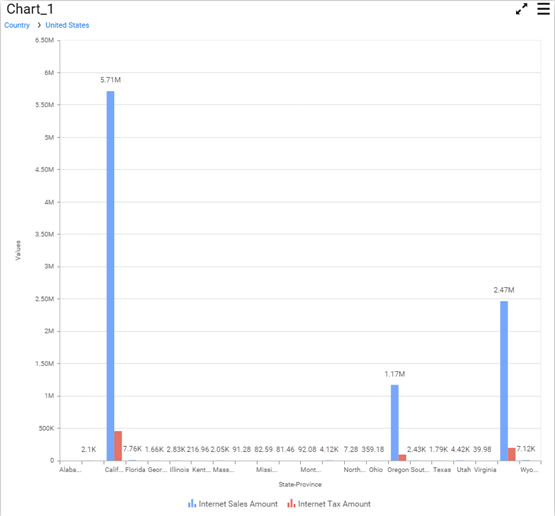 Chart_1
Country > United States
6.50M
6M
5.50M
5M
4.50M
4M
3.50M
3M
2.50M
2M
1.50M
1M
500K
0
Values
5.71M
2.47M
1.17M
2.1K 7.76K 1.66K 2.83K 216.96 2.05K 91.28 82.59 81.46 92.08 4.12K 7.28 359.18 2.43K 1.79K 4.42K 39.98 7.12K
Alaba... Calif... Florida Geor... Illinois Kent... Mass... Missi... Mont... North... Ohio Oregon Sout... Texas Utah Virginia Wyo...
State-Province
Internet Sales Amount Internet Tax Amount